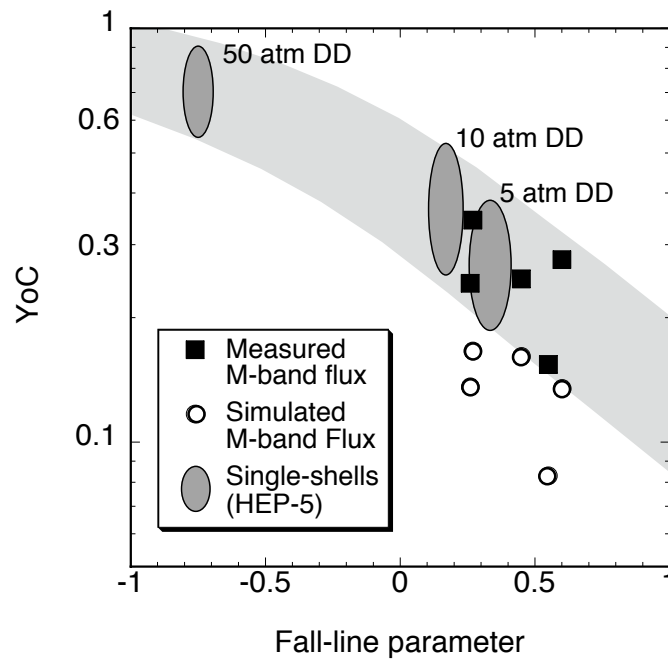 1
50 atm DD
0.6
10 atm DD
5 atm DD
0.3
YoC
Measured
M-band flux
Simulated
M-band Flux
Single-shells
(HEP-5)
0.1
-1
-0.5
0
0.5
1
Fall-line parameter